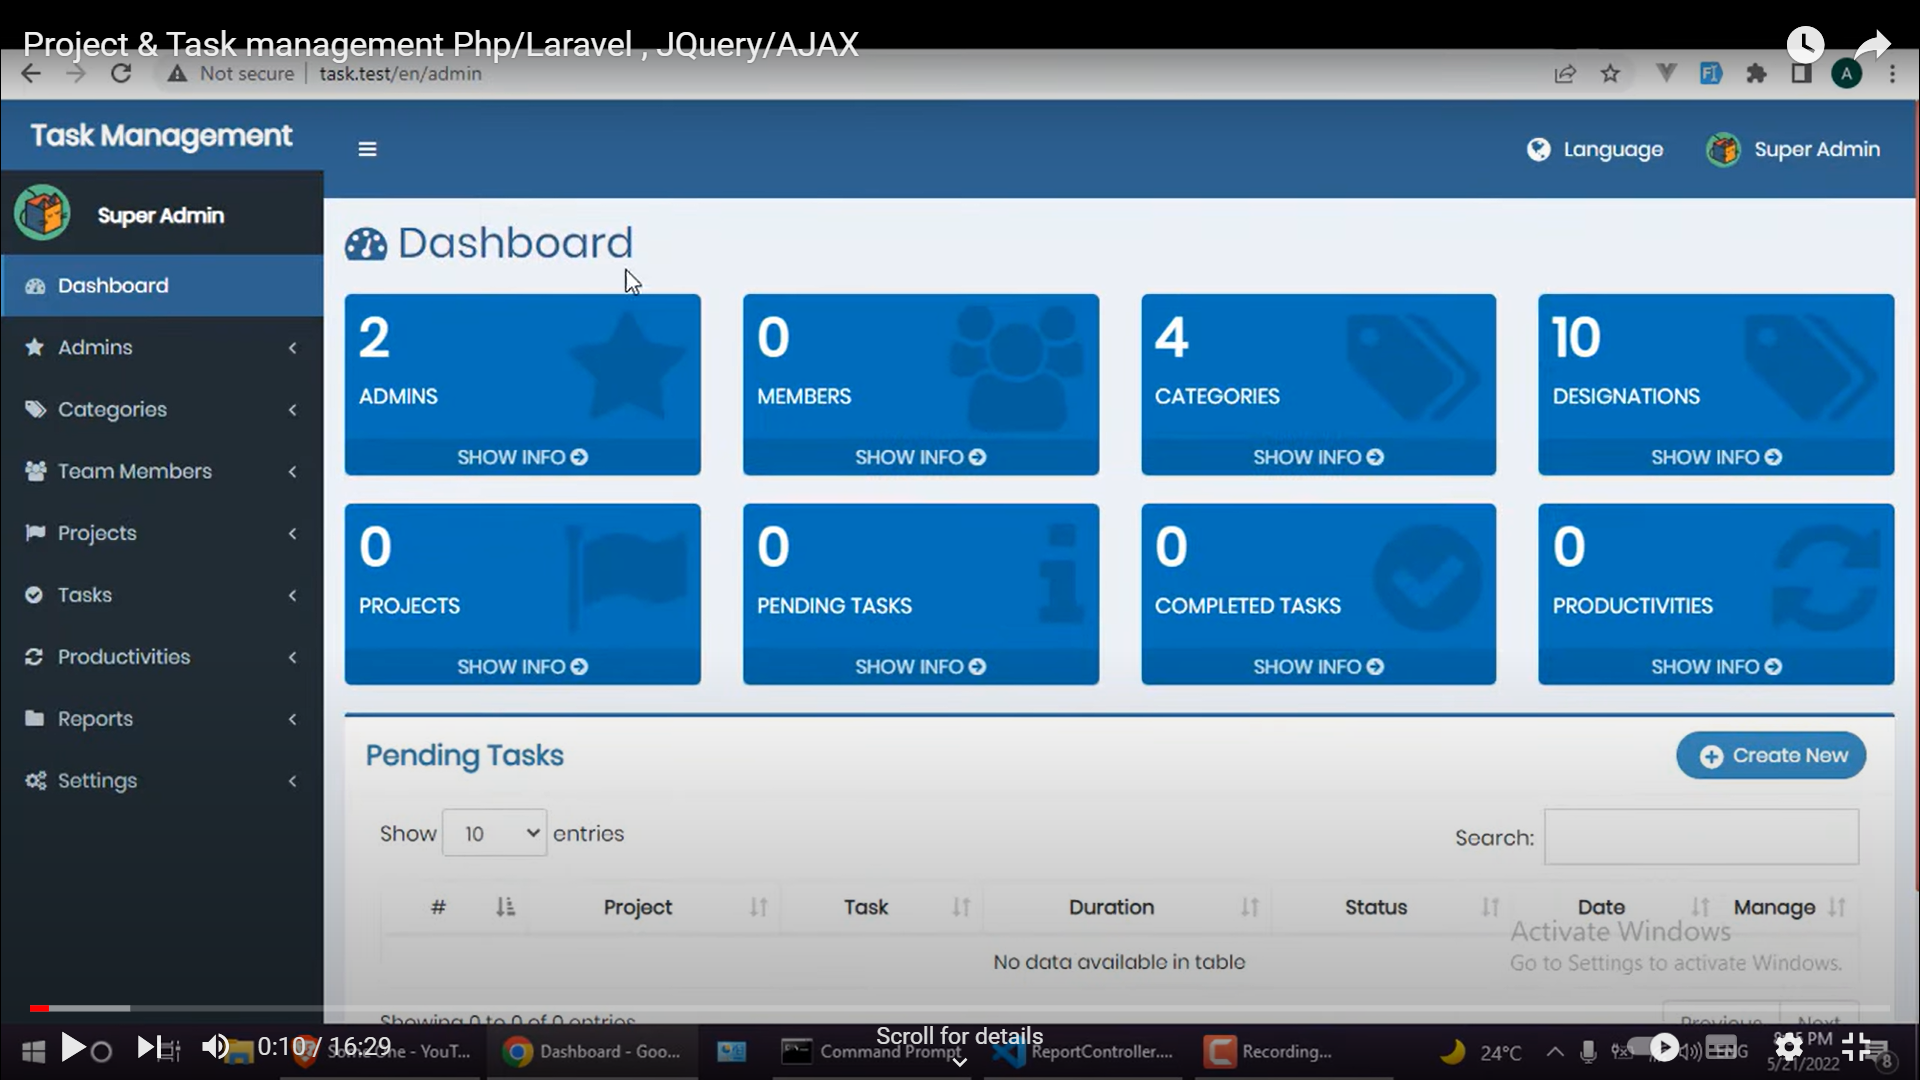 Project & Task management Php/Laravel , JQuery/AJAX
Not secure | task.test/en/admin
A
Task Management
Language
Super Admin
Super Admin
Dashboard
Admins
Categories
Team Members
Projects
Tasks
Productivities
Reports
Settings
Dashboard
2
ADMINS
SHOW INFO
0
MEMBERS
SHOW INFO
4
CATEGORIES
SHOW INFO
10
DESIGNATIONS
SHOW INFO
0
PROJECTS
SHOW INFO
0
PENDING TASKS
SHOW INFO
0
COMPLETED TASKS
SHOW INFO
0
PRODUCTIVITIES
SHOW INFO
Pending Tasks
Create New
Show 10 entries
Search:
# Project Task Duration Status Date Manage
No data available in table
Activate Windows
Go to Settings to activate Windows.
Showing 0 to 0 of 0 entries
Previous Next
Scroll for details
0:10 / 16:29
- YouT...
Dashboard - Goo...
Command Prompt
ReportController....
Recording...
24°C
PM
5/21/2022
8